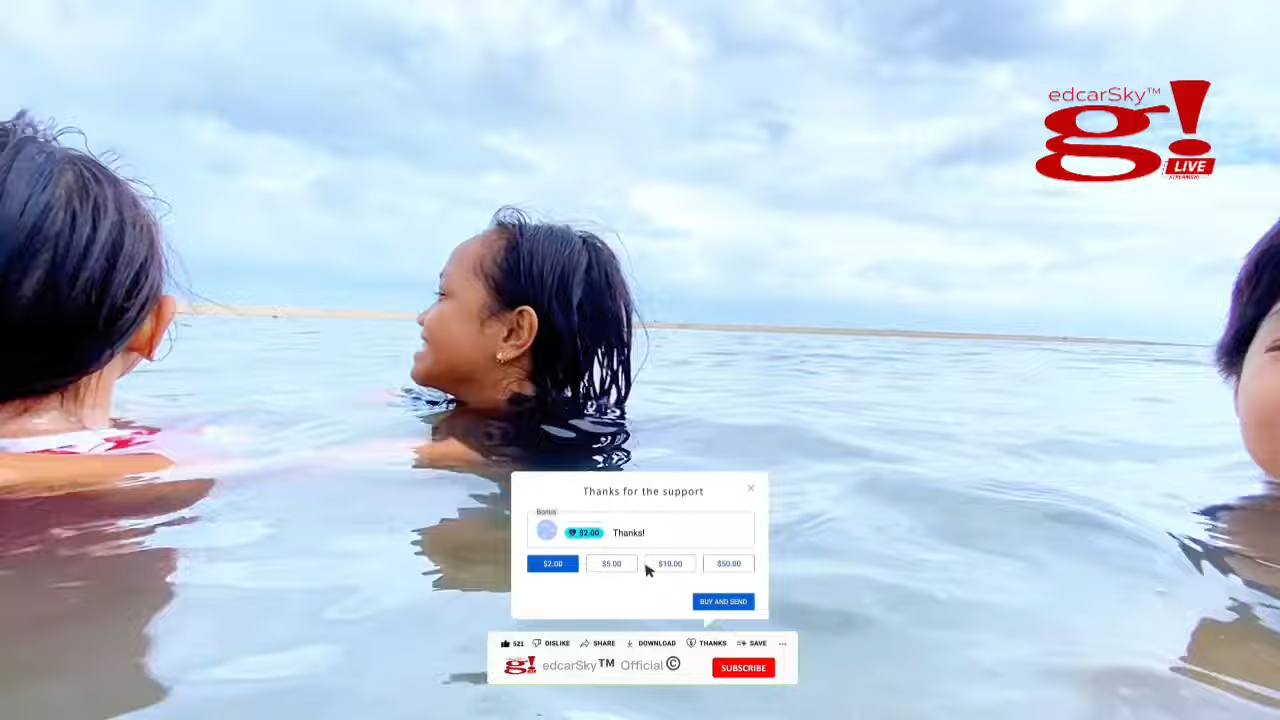 edcarSky™
g!
LIVE
Thanks for the support
Bonus
$2.00 Thanks!
$2.00 $5.00 $10.00 $50.00
BUY AND SEND
521 DISLIKE SHARE DOWNLOAD THANKS SAVE ...
g! edcarSky™ Official © SUBSCRIBE